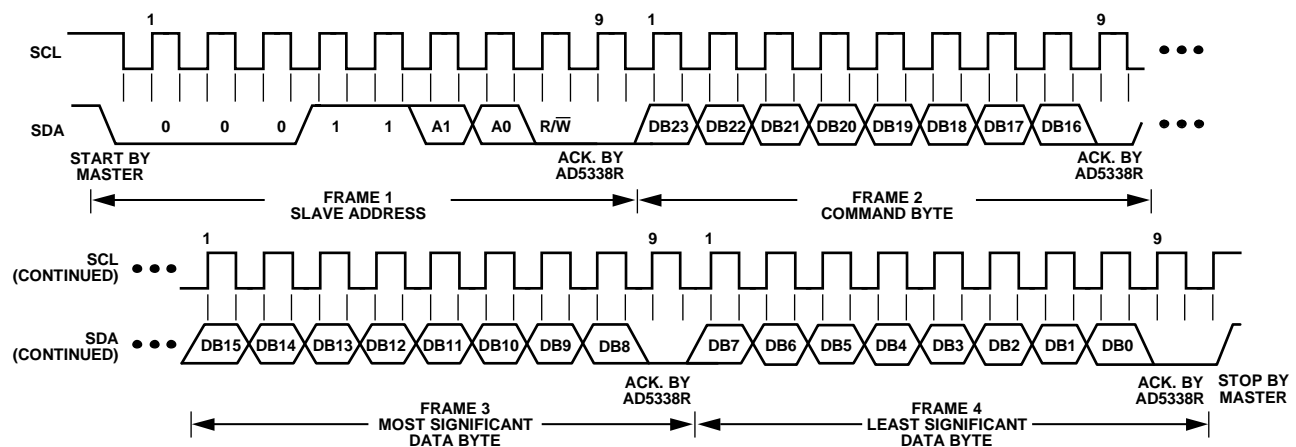 1 9 1 9
SCL
SDA 0 0 0 1 1 A1 A0 R/W̅ DB23 DB22 DB21 DB20 DB19 DB18 DB17 DB16
START BY
MASTER
ACK. BY
AD5338R
ACK. BY
AD5338R
FRAME 1
SLAVE ADDRESS
FRAME 2
COMMAND BYTE
1 9 1 9
SCL
(CONTINUED)
SDA
(CONTINUED)
DB15 DB14 DB13 DB12 DB11 DB10 DB9 DB8 DB7 DB6 DB5 DB4 DB3 DB2 DB1 DB0
ACK. BY
AD5338R
ACK. BY
AD5338R
STOP BY
MASTER
FRAME 3
MOST SIGNIFICANT
DATA BYTE
FRAME 4
LEAST SIGNIFICANT
DATA BYTE